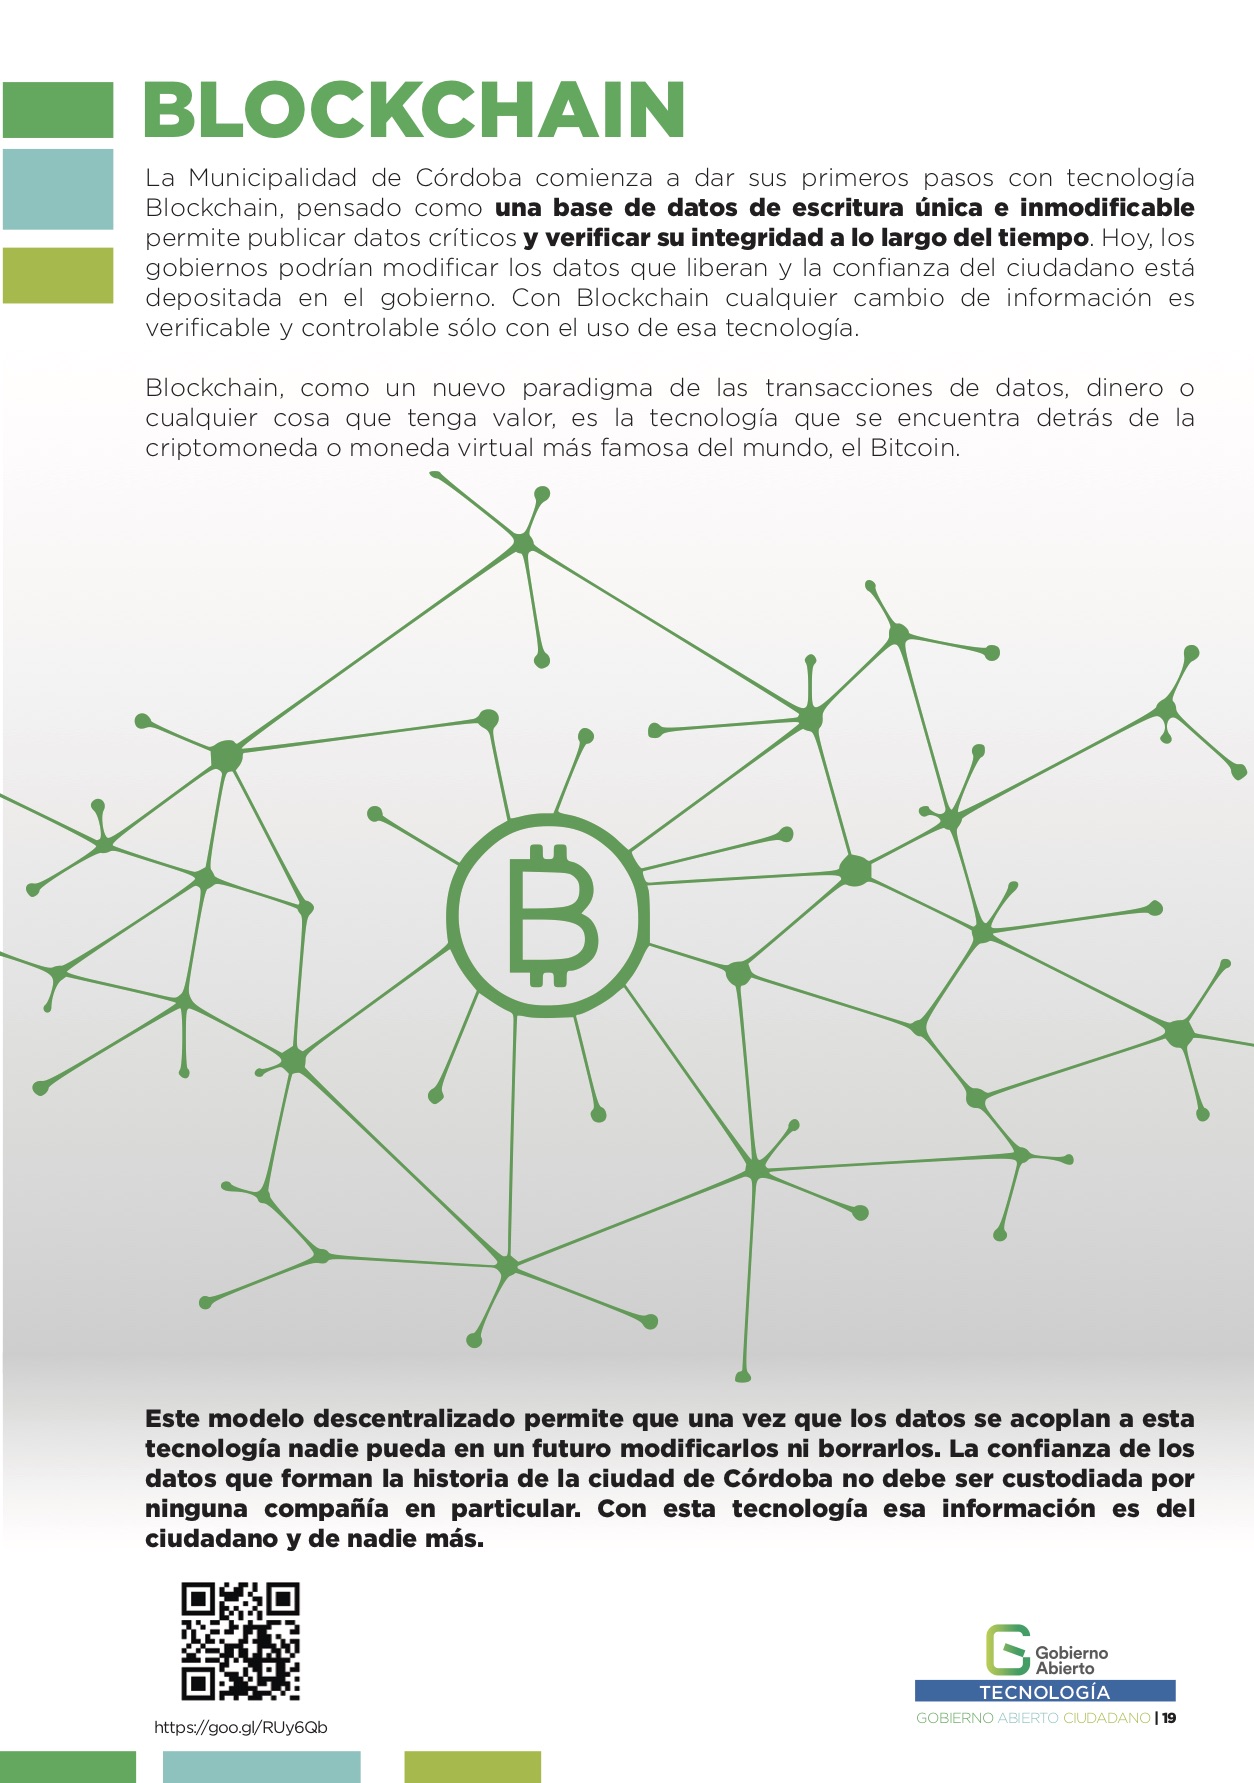 BLOCKCHAIN
La Municipalidad de Córdoba comienza a dar sus primeros pasos con tecnología
Blockchain, pensado como una base de datos de escritura única e inmodificable
permite publicar datos críticos y verificar su integridad a lo largo del tiempo. Hoy, los
gobiernos podrían modificar los datos que liberan y la confianza del ciudadano está
depositada en el gobierno. Con Blockchain cualquier cambio de información es
verificable y controlable sólo con el uso de esa tecnología.
Blockchain, como un nuevo paradigma de las transacciones de datos, dinero o
cualquier cosa que tenga valor, es la tecnología que se encuentra detrás de la
criptomoneda o moneda virtual más famosa del mundo, el Bitcoin.
Este modelo descentralizado permite que una vez que los datos se acoplan a esta
tecnología nadie pueda en un futuro modificarlos ni borrarlos. La confianza de los
datos que forman la historia de la ciudad de Córdoba no debe ser custodiada por
ninguna compañía en particular. Con esta tecnología esa información es del
ciudadano y de nadie más.
https://goo.gl/RUy6Qb
Gobierno
Abierto
TECNOLOGÍA
GOBIERNO ABIERTO CIUDADANO | 19